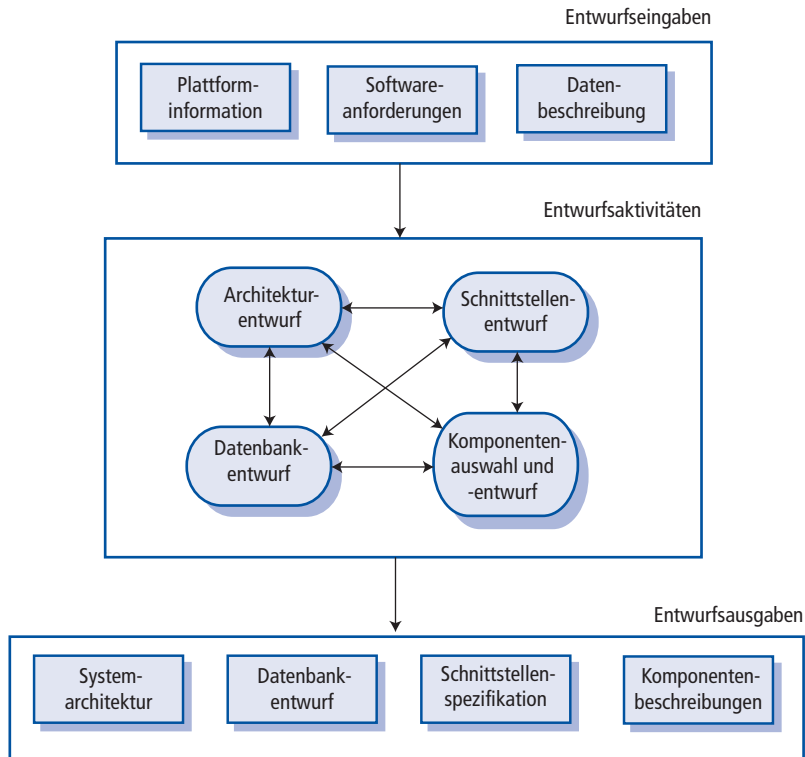 Entwurfseingaben
Plattform-
information
Software-
anforderungen
Daten-
beschreibung
Entwurfsaktivitäten
Architektur-
entwurf
Schnittstellen-
entwurf
Datenbank-
entwurf
Komponenten-
auswahl und
-entwurf
Entwurfsausgaben
System-
architektur
Datenbank-
entwurf
Schnittstellen-
spezifikation
Komponenten-
beschreibungen